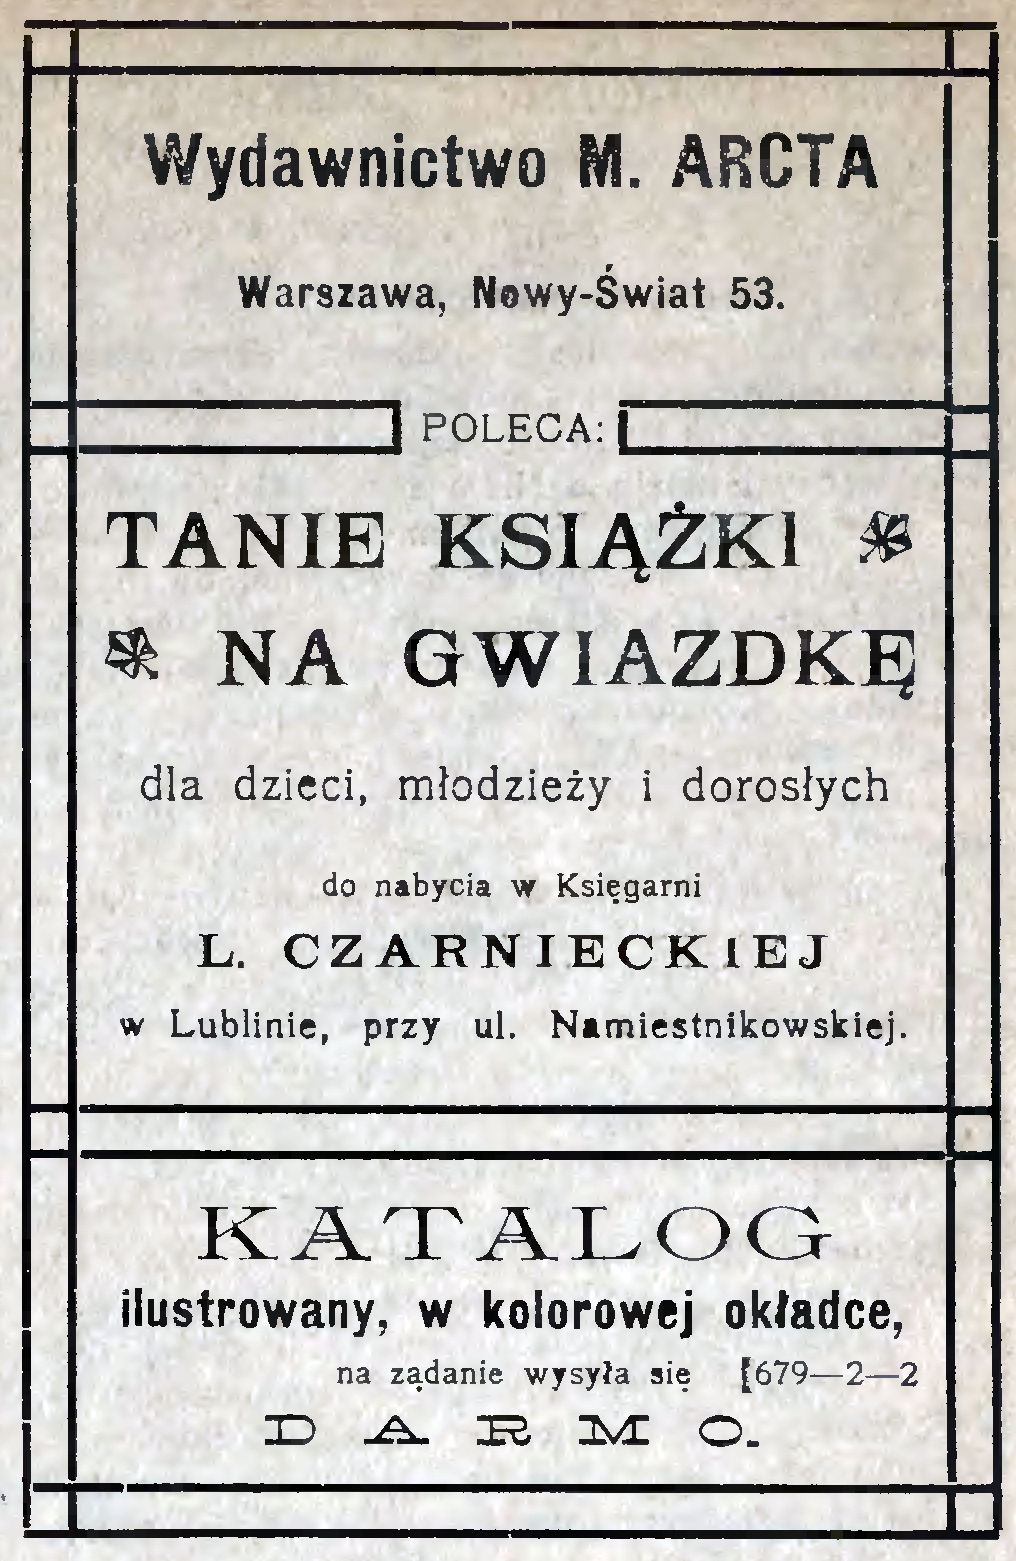 Wydawnictwo M. ARCTA
Warszawa, Nowy-Świat 53.
POLECA:
TANIE KSIĄŻKI
NA GWIAZDKĘ
dla dzieci, młodzieży i dorosłych
do nabycia w Księgarni
L. CZARNIECKIEJ
w Lublinie, przy ul. Namiestnikowskiej.
KATALOG
ilustrowany, w kolorowej okładce,
na ządanie wysyła się [679—2—2
DARMO.